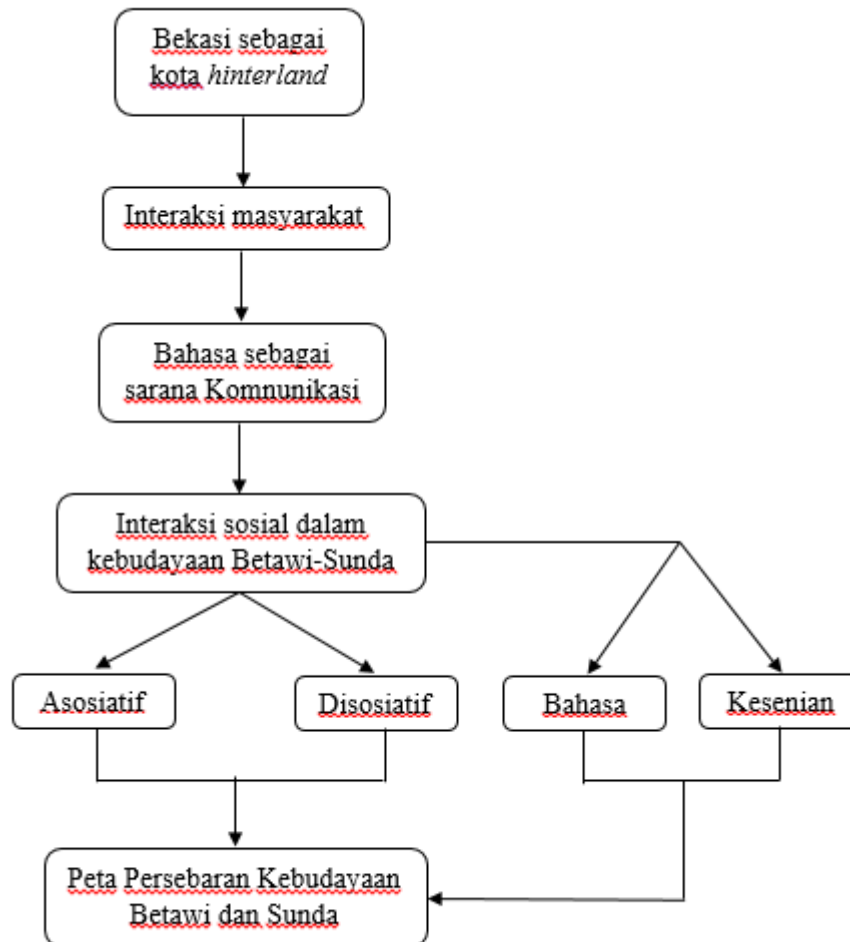 Bekasi sebagai
kota hinterland
Interaksi masyarakat
Bahasa sebagai
sarana Komnunikasi
Interaksi sosial dalam
kebudayaan Betawi-Sunda
Asosiatif
Disosiatif
Bahasa
Kesenian
Peta Persebaran Kebudayaan
Betawi dan Sunda